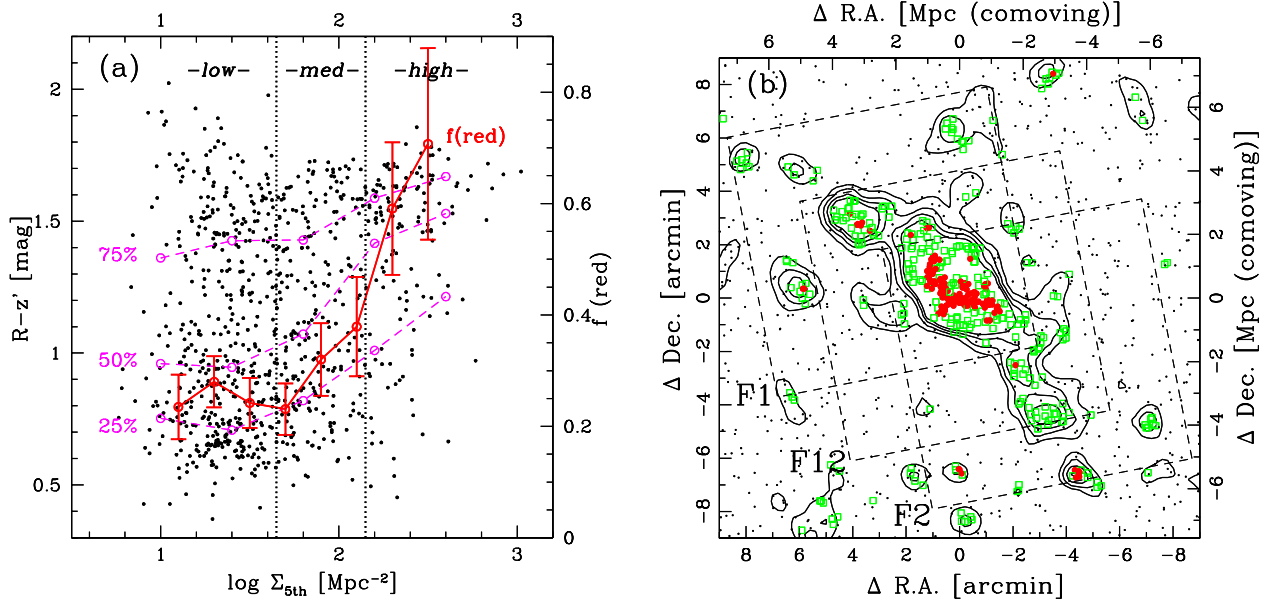 1 2 3
(a) -low- -med- -high-
2
1.5
1
0.5
R-z' [mag]
0.8
0.6
0.4
0.2
0
f (red)
f(red)
75%
50%
25%
1 2 3
log Σ5th [Mpc−2]
Δ R.A. [Mpc (comoving)]
6 4 2 0 −2 −4 −6
(b)
8
6
4
2
0
−2
−4
−6
−8
Δ Dec. [arcmin]
6
4
2
0
−2
−4
−6
Δ Dec. [Mpc (comoving)]
F1
F12
F2
8 6 4 2 0 −2 −4 −6 −8
Δ R.A. [arcmin]